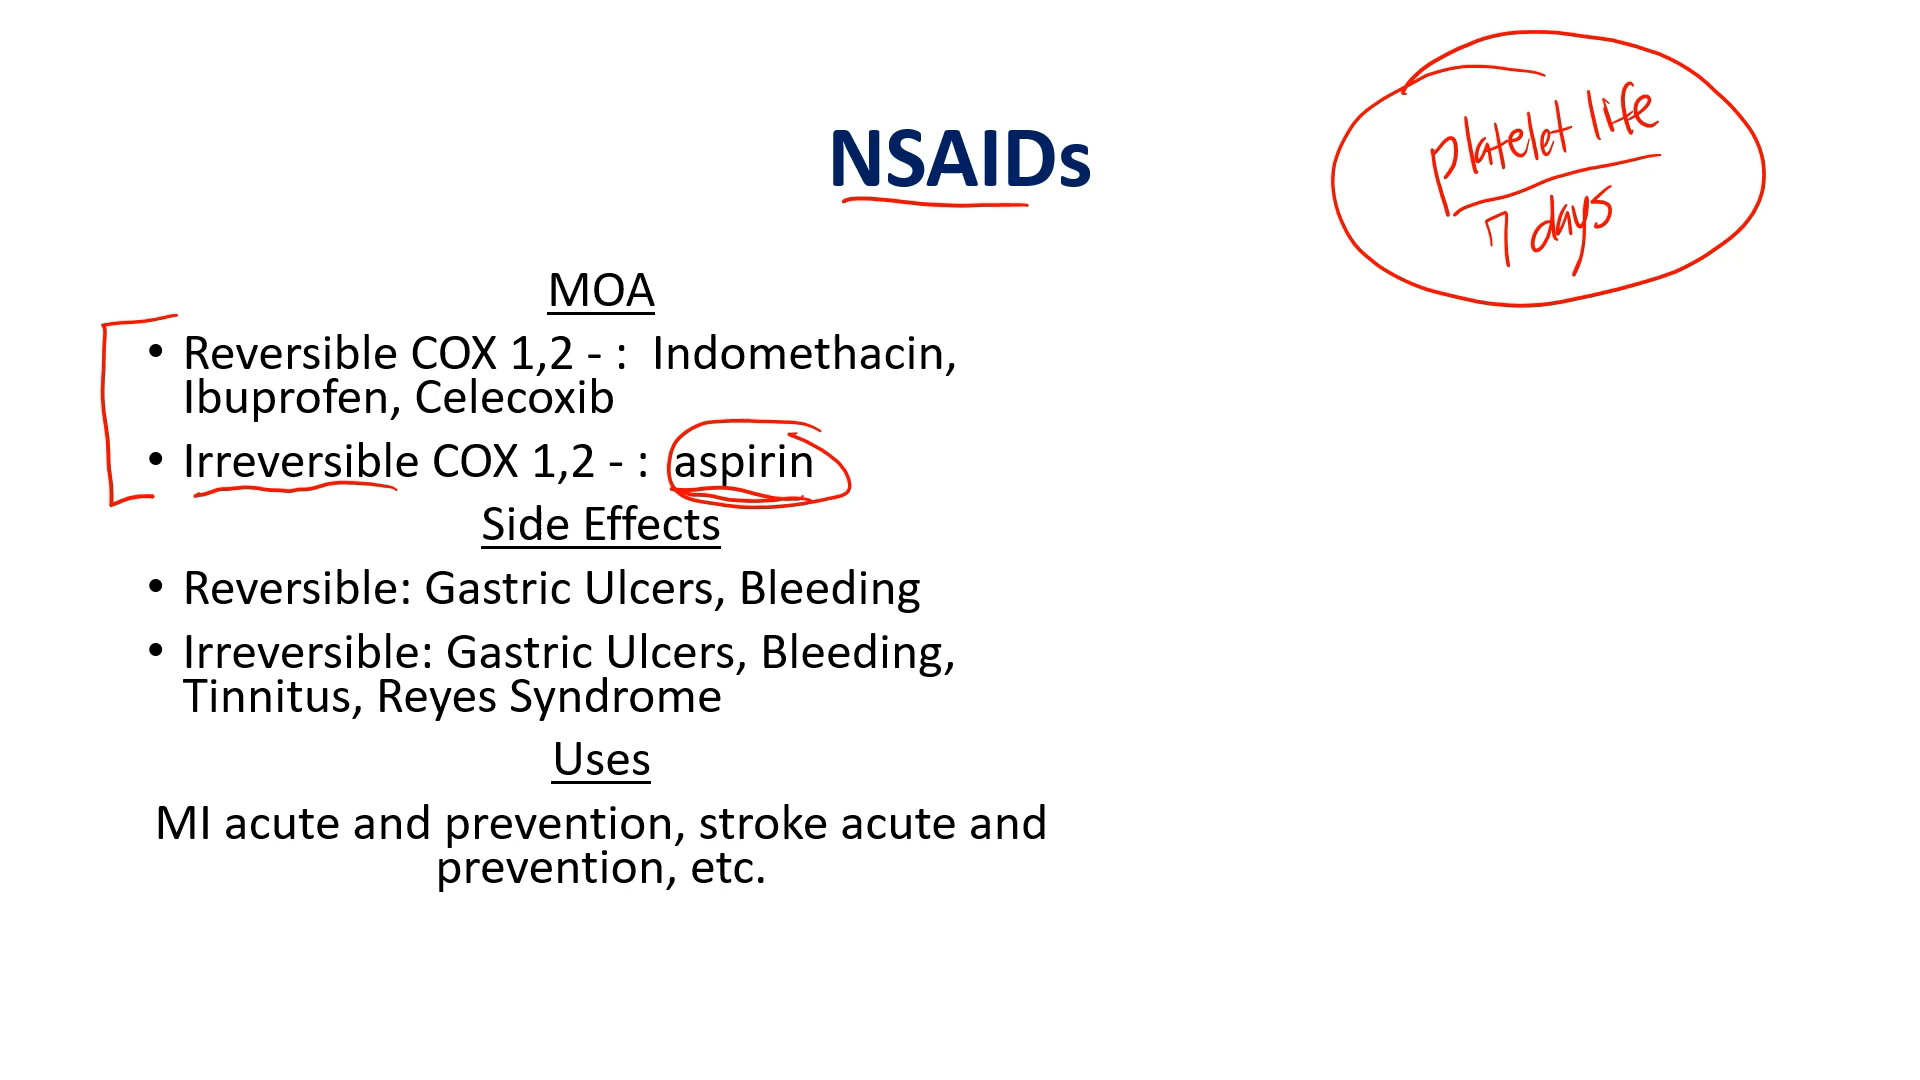 NSAIDs
platelet life
7 days
MOA
• Reversible COX 1,2 - : Indomethacin,
Ibuprofen, Celecoxib
• Irreversible COX 1,2 - : aspirin
Side Effects
• Reversible: Gastric Ulcers, Bleeding
• Irreversible: Gastric Ulcers, Bleeding,
Tinnitus, Reyes Syndrome
Uses
MI acute and prevention, stroke acute and
prevention, etc.